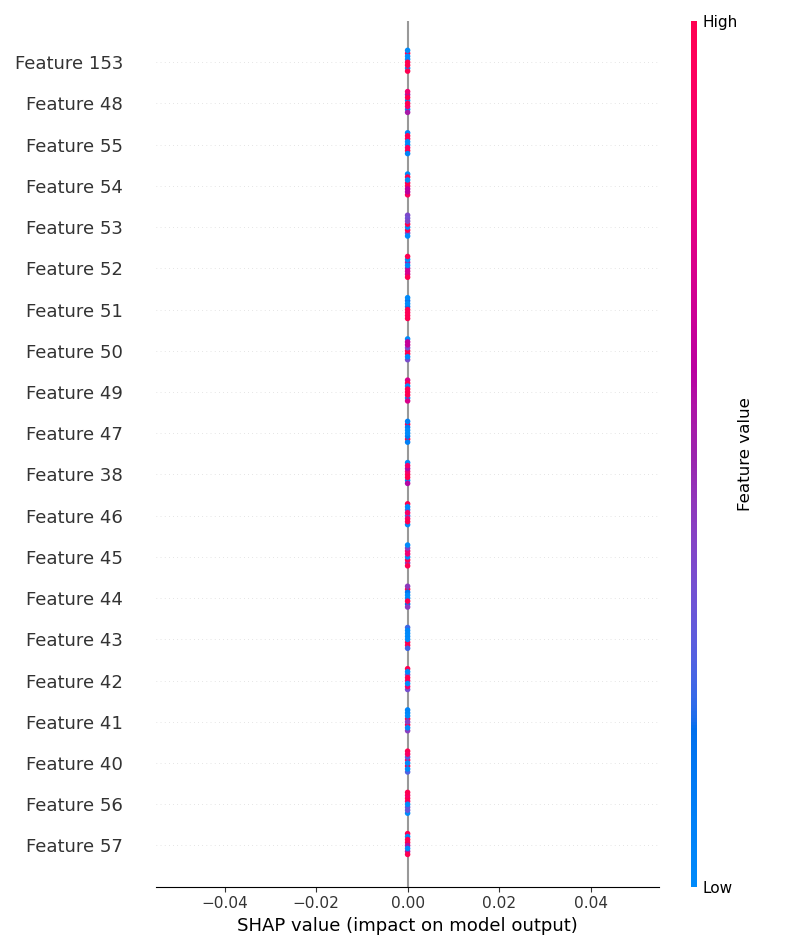 High
Feature 153
Feature 48
Feature 55
Feature 54
Feature 53
Feature 52
Feature 51
Feature 50
Feature 49
Feature 47
Feature 38
Feature 46
Feature 45
Feature 44
Feature 43
Feature 42
Feature 41
Feature 40
Feature 56
Feature 57
Feature value
Low
−0.04 −0.02 0.00 0.02 0.04
SHAP value (impact on model output)